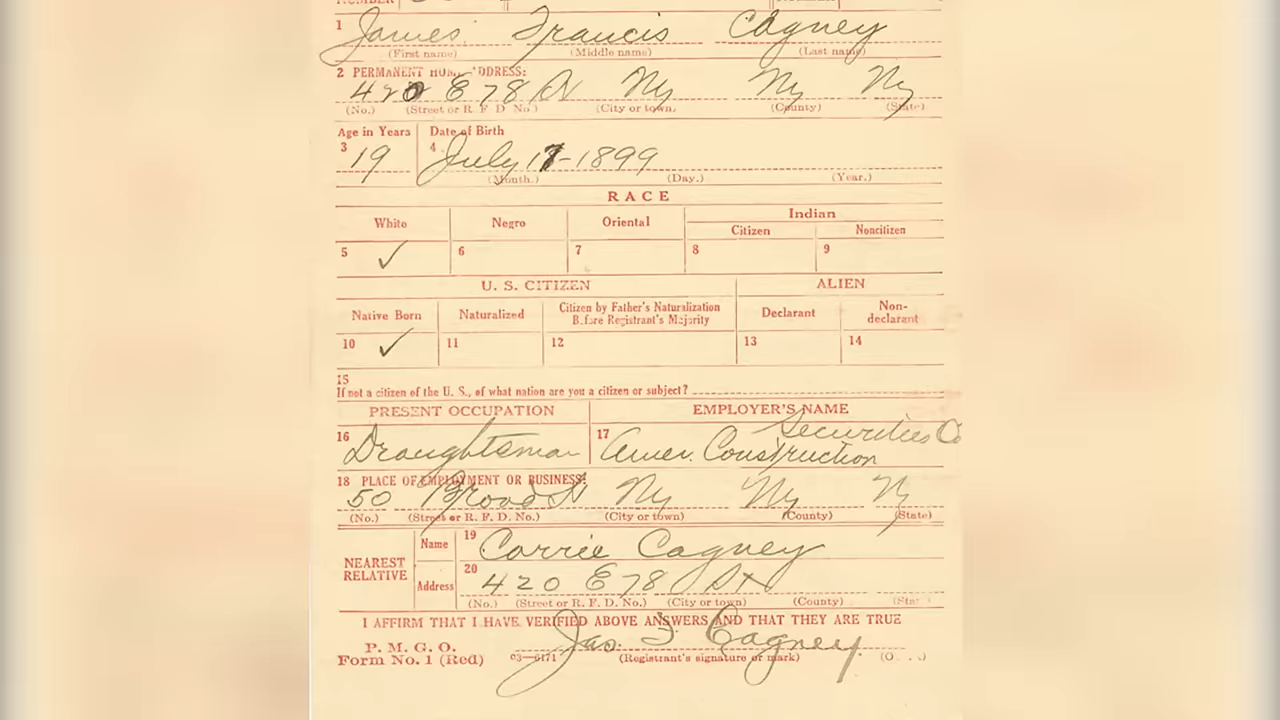 1 James Francis Cagney
(First name) (Middle name) (Last name)
2 PERMANENT HOME ADDRESS:
420 E 78 St Ny Ny Ny
(No.) (Street or R. F. D. No.) (City or town) (County) (State)
Age in Years Date of Birth
3 19 4 July 17-1899
(Month.) (Day.) (Year.)
RACE
White Negro Oriental Indian
Citizen Noncitizen
5 ✓ 6 7 8 9
U. S. CITIZEN ALIEN
Native Born Naturalized Citizen by Father's Naturalization Before Registrant's Majority Declarant Non-declarant
10 ✓ 11 12 13 14
15
If not a citizen of the U. S., of what nation are you a citizen or subject?
PRESENT OCCUPATION EMPLOYER'S NAME
Securities Co
16 Draughtsman 17 Amer. Construction
18 PLACE OF EMPLOYMENT OR BUSINESS:
50 Broad St Ny Ny Ny
(No.) (Street or R. F. D. No.) (City or town) (County) (State)
NEAREST RELATIVE Name 19 Carrie Cagney
Address 20 420 E 78 St
(No.) (Street or R. F. D. No.) (City or town) (County) (State)
I AFFIRM THAT I HAVE VERIFIED ABOVE ANSWERS AND THAT THEY ARE TRUE
P. M. G. O. Jas. F. Cagney
Form No. 1 (Red) 03—6171 (Registrant's signature or mark)